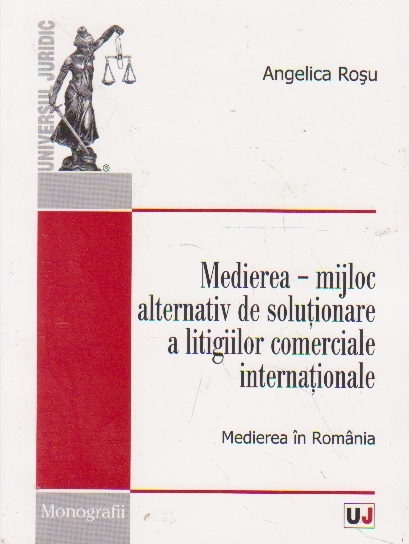 UNIVERSUL JURIDIC
®
Angelica Roşu
Medierea – mijloc
alternativ de soluţionare
a litigiilor comerciale
internaţionale
Medierea în România
Monografii
UJ